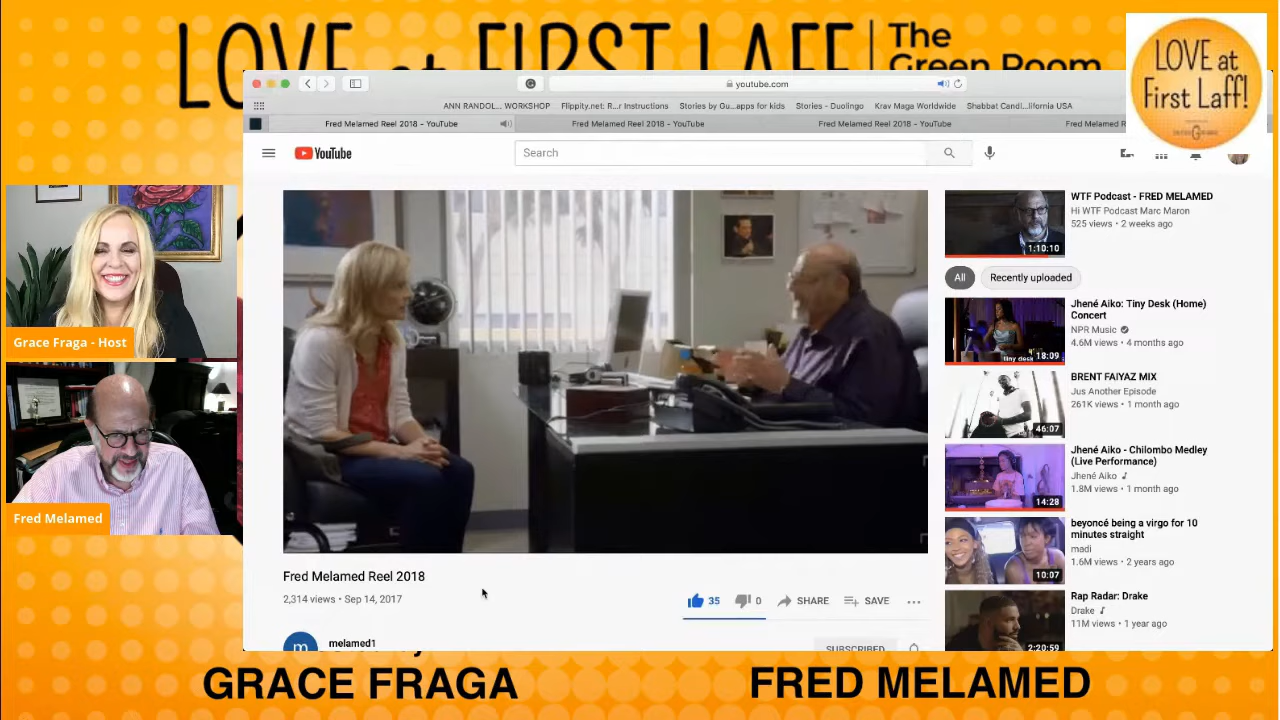 LOVE at FIRST LAFF
The
Green Room
LOVE at
First Laff!
youtube.com
ANN RANDOL... WORKSHOP
Flippity.net: R...r Instructions
Stories by Gu...apps for kids
Stories - Duolingo
Krav Maga Worldwide
Shabbat Candl...lifornia USA
Fred Melamed Reel 2018 - YouTube
Fred Melamed Reel 2018 - YouTube
Fred Melamed Reel 2018 - YouTube
Fred Melamed R
YouTube
Search
Grace Fraga - Host
Fred Melamed
WTF Podcast - FRED MELAMED
Hi WTF Podcast Marc Maron
525 views • 2 weeks ago
1:10:10
All
Recently uploaded
Jhené Aiko: Tiny Desk (Home)
Concert
NPR Music
4.6M views • 4 months ago
tiny desk
18:09
BRENT FAIYAZ MIX
Jus Another Episode
261K views • 1 month ago
46:07
Jhené Aiko - Chilombo Medley
(Live Performance)
Jhené Aiko
1.8M views • 1 month ago
14:28
beyoncé being a virgo for 10
minutes straight
madi
1.6M views • 2 years ago
10:07
Rap Radar: Drake
Drake
11M views • 1 year ago
2:20:59
Fred Melamed Reel 2018
2,314 views • Sep 14, 2017
35
0
SHARE
SAVE
m
melamed1
SUBSCRIBED
GRACE FRAGA
FRED MELAMED